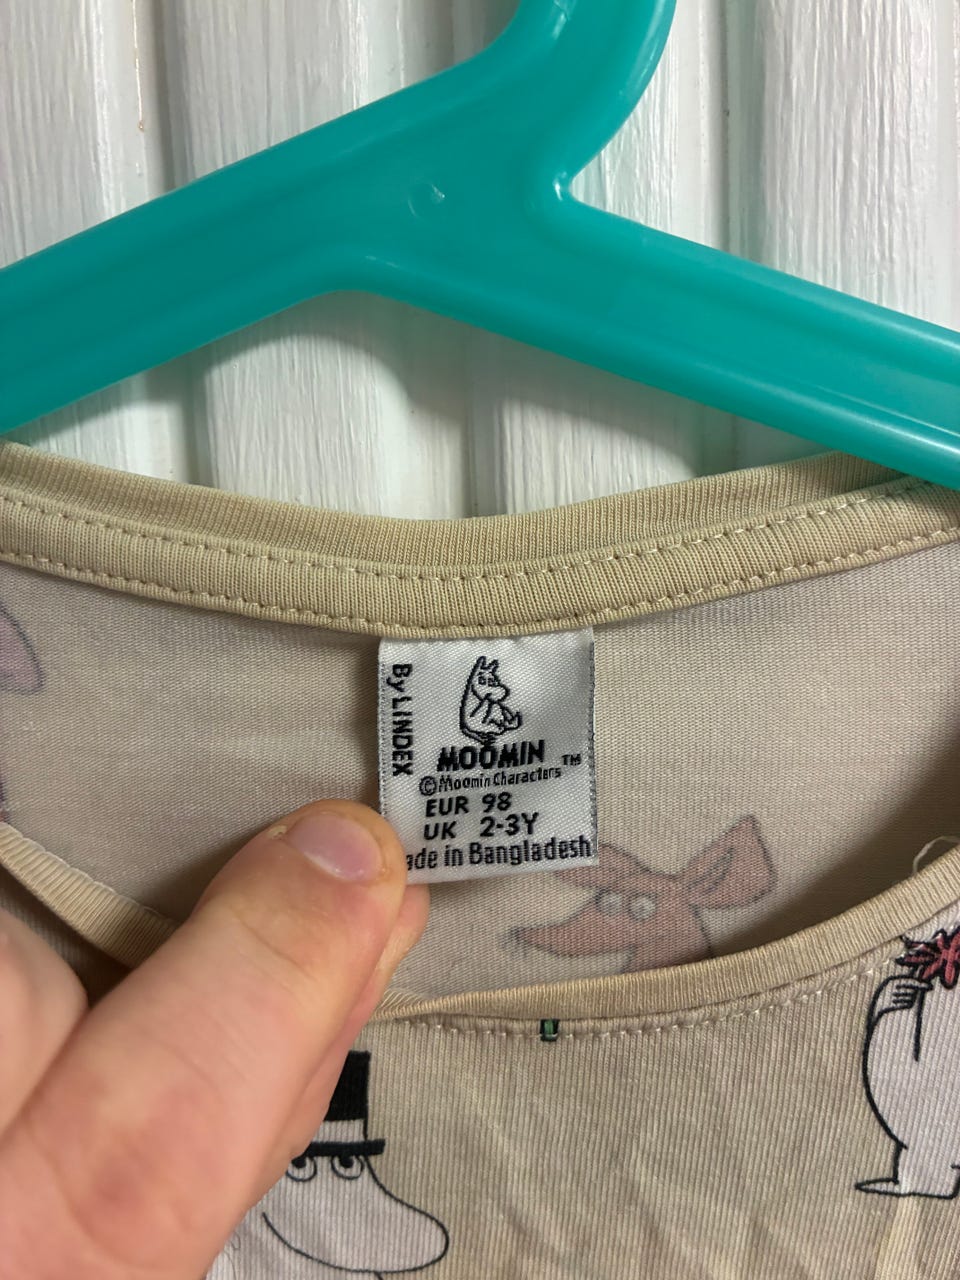 By LINDEX
MOOMIN ™
© Moomin Characters
EUR 98
UK 2-3Y
ade in Bangladesh